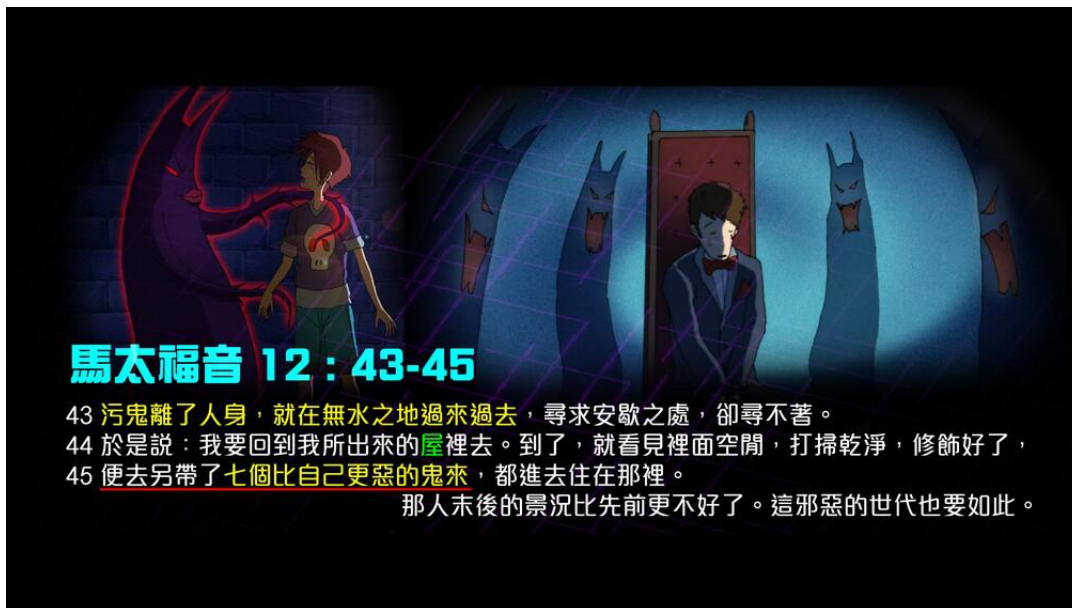 馬太福音 12：43-45
43 污鬼離了人身，就在無水之地過來過去，尋求安歇之處，卻尋不著。
44 於是説：我要回到我所出來的屋裡去。到了，就看見裡面空閒，打掃乾淨，修飾好了，
45 便去另帶了七個比自己更惡的鬼來，都進去住在那裡。
那人末後的景況比先前更不好了。這邪惡的世代也要如此。